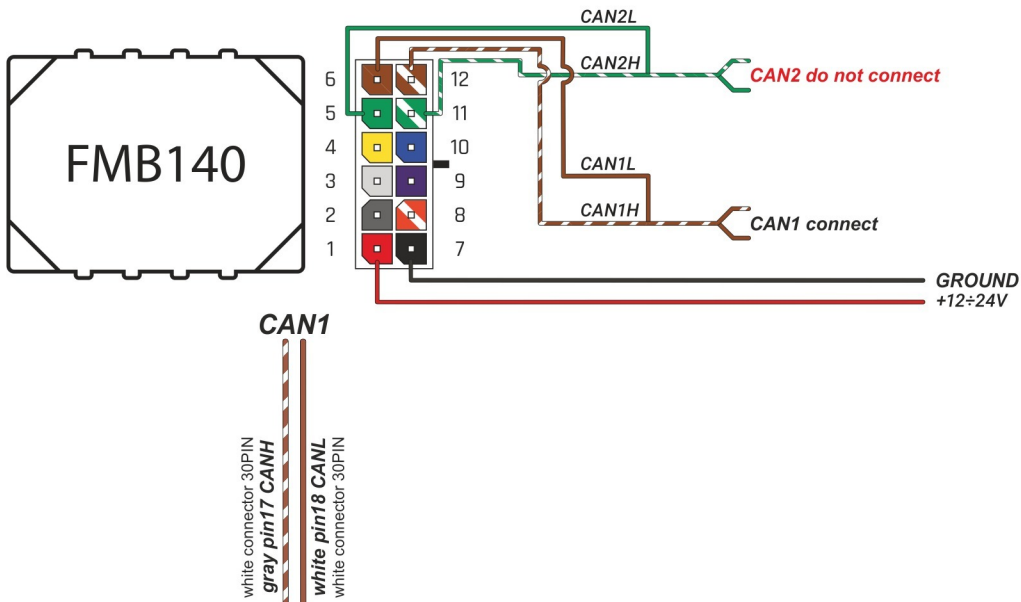 CAN2L
CAN2H
CAN2 do not connect
FMB140
6 12
5 11
4 10
3 9
2 8
1 7
CAN1L
CAN1H
CAN1 connect
GROUND
+12÷24V
CAN1
white connector 30PIN
gray pin17 CANH
white pin18 CANL
white connector 30PIN